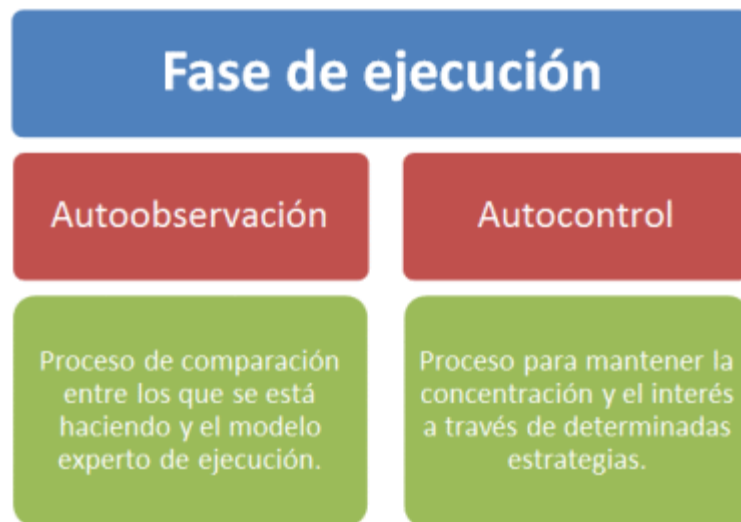 Fase de ejecución
Autoobservación
Autocontrol
Proceso de comparación
entre los que se está
haciendo y el modelo
experto de ejecución.
Proceso para mantener la
concentración y el interés
a través de determinadas
estrategias.